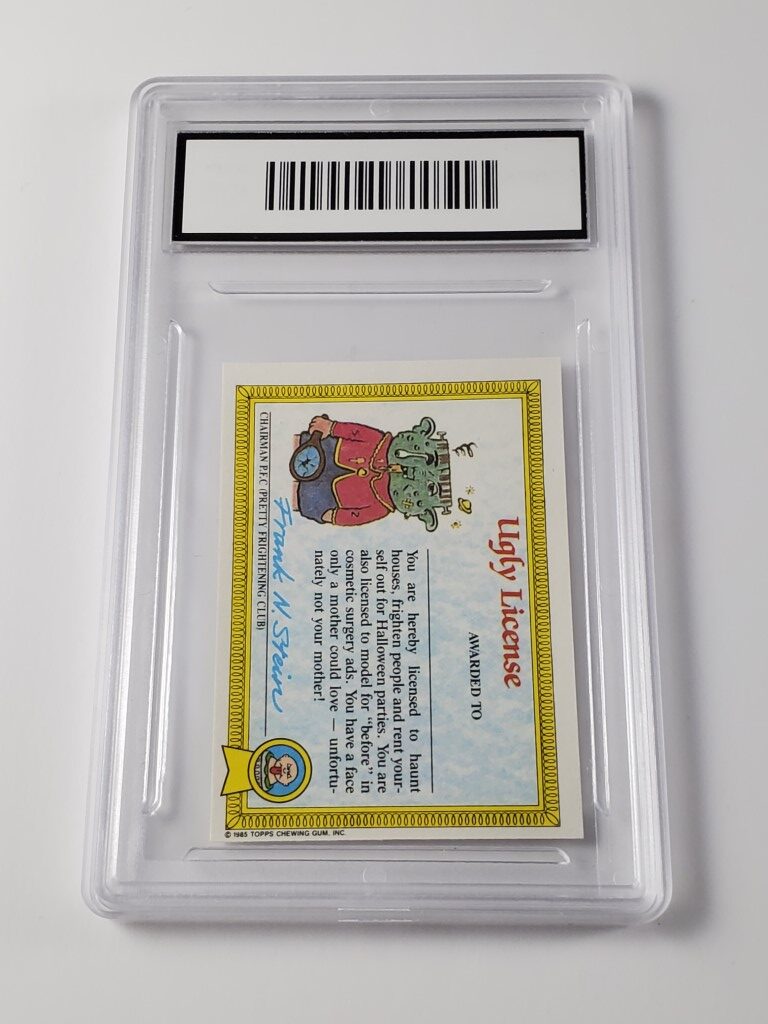 Ugly License
AWARDED TO
You are hereby licensed to haunt
houses, frighten people and rent your-
self out for Halloween parties. You are
also licensed to model for “before” in
cosmetic surgery ads. You have a face
only a mother could love — unfortu-
nately not your mother!
Frank N Stein
CHAIRMAN P.F.C (PRETTY FRIGHTENING CLUB)
© 1985 TOPPS CHEWING GUM, INC.